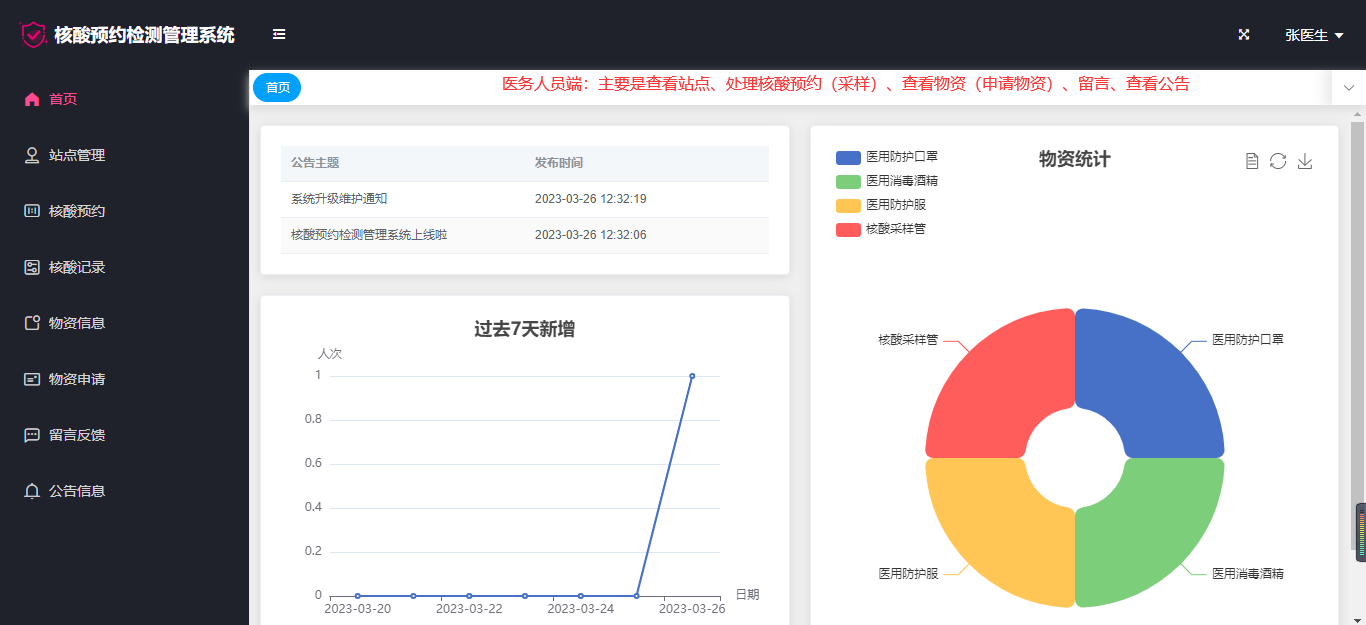 核酸预约检测管理系统
张医生
首页
站点管理
核酸预约
核酸记录
物资信息
物资申请
留言反馈
公告信息
首页
医务人员端：主要是查看站点、处理核酸预约（采样）、查看物资（申请物资）、留言、查看公告
公告主题 发布时间
系统升级维护通知 2023-03-26 12:32:19
核酸预约检测管理系统上线啦 2023-03-26 12:32:06
过去7天新增
人次
1
0.8
0.6
0.4
0.2
0
2023-03-20 2023-03-22 2023-03-24 2023-03-26
日期
物资统计
医用防护口罩
医用消毒酒精
医用防护服
核酸采样管
核酸采样管 医用防护口罩
医用防护服 医用消毒酒精